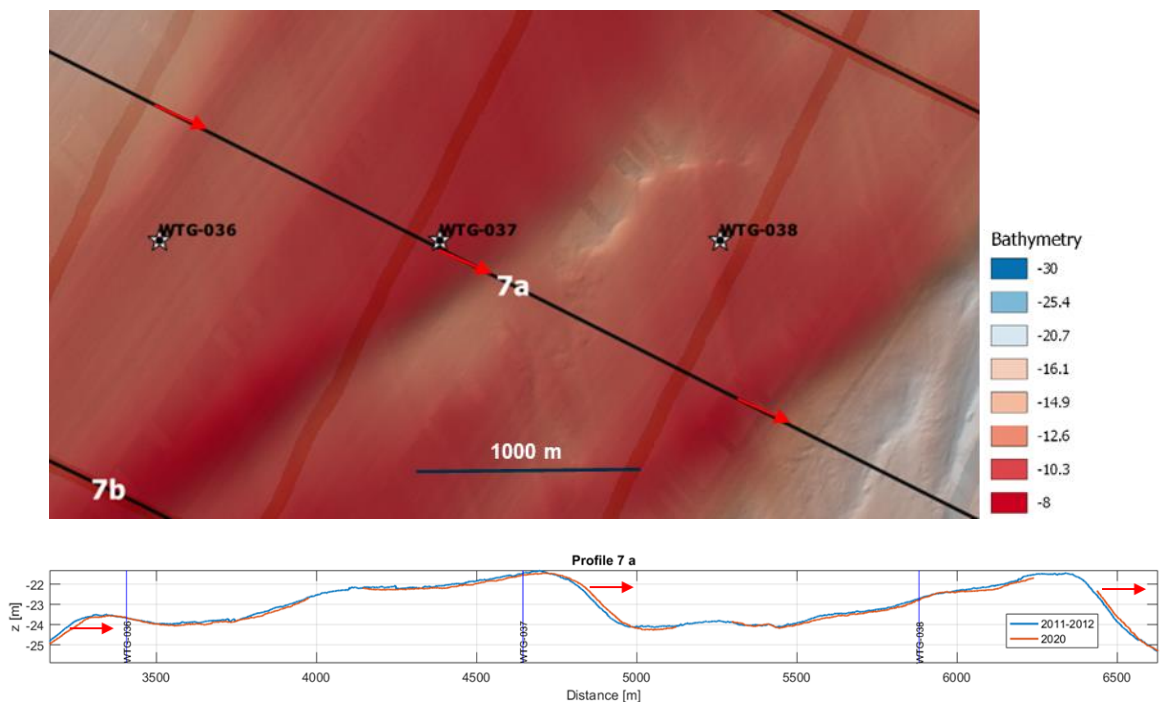 WTG-036
WTG-037
WTG-038
7a
1000 m
7b
Bathymetry
-30
-25.4
-20.7
-16.1
-14.9
-12.6
-10.3
-8
Profile 7 a
z [m]
-22
-23
-24
-25
WTG-036
WTG-037
WTG-038
2011-2012
2020
3500 4000 4500 5000 5500 6000 6500
Distance [m]